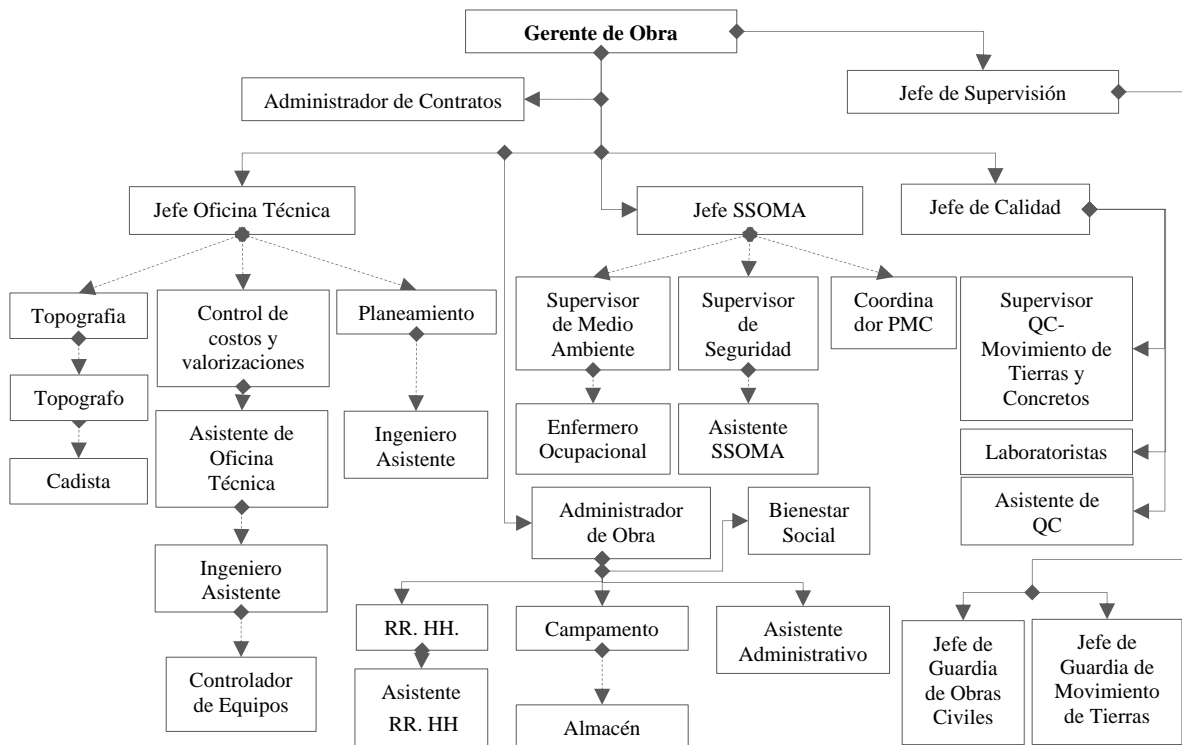 Gerente de Obra
Administrador de Contratos
Jefe de Supervisión
Jefe Oficina Técnica
Jefe SSOMA
Jefe de Calidad
Topografia
Control de
costos y
valorizaciones
Planeamiento
Supervisor
de Medio
Ambiente
Supervisor
de
Seguridad
Coordina
dor PMC
Supervisor
QC-
Movimiento de
Tierras y
Concretos
Topografo
Asistente de
Oficina
Técnica
Ingeniero
Asistente
Enfermero
Ocupacional
Asistente
SSOMA
Laboratoristas
Cadista
Asistente de
QC
Administrador
de Obra
Bienestar
Social
Ingeniero
Asistente
RR. HH.
Campamento
Asistente
Administrativo
Jefe de
Guardia
de Obras
Civiles
Jefe de
Guardia de
Movimiento
de Tierras
Controlador
de Equipos
Asistente
RR. HH
Almacén